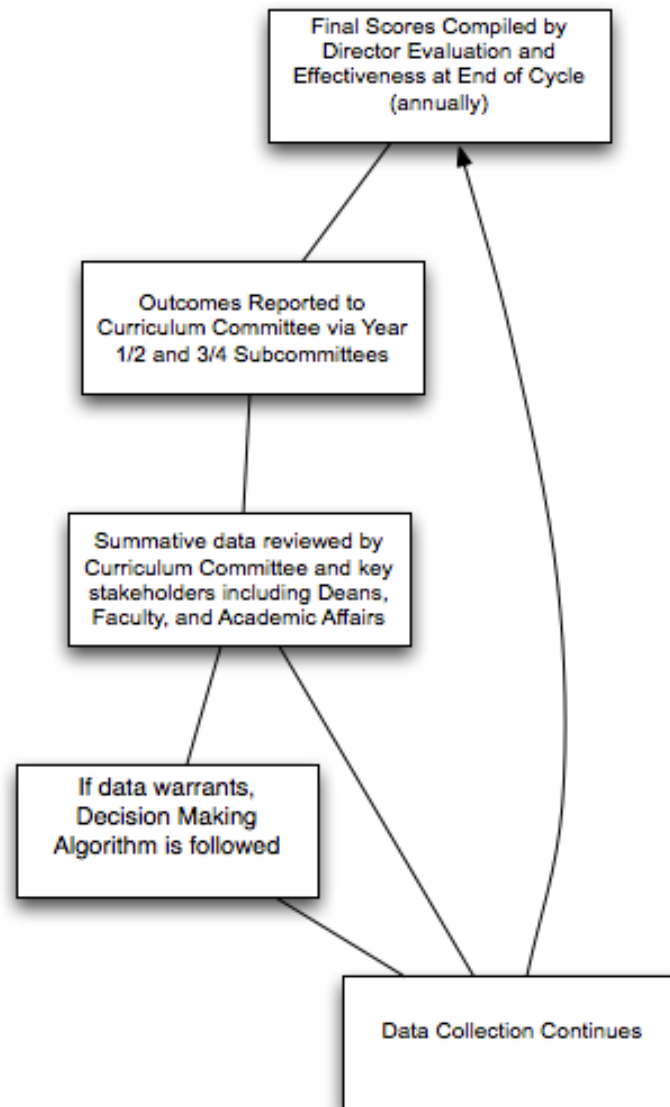 Final Scores Compiled by
Director Evaluation and
Effectiveness at End of Cycle
(annually)
Outcomes Reported to
Curriculum Committee via Year
1/2 and 3/4 Subcommittees
Summative data reviewed by
Curriculum Committee and key
stakeholders including Deans,
Faculty, and Academic Affairs
If data warrants,
Decision Making
Algorithm is followed
Data Collection Continues